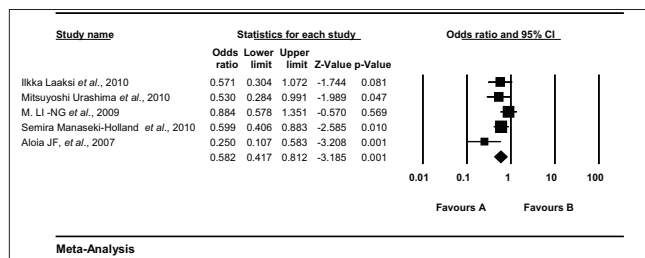 Study name Statistics for each study Odds ratio and 95% CI
Odds Lower Upper
ratio limit limit Z-Value p-Value
Ilkka Laaksi et al., 2010 0.571 0.304 1.072 -1.744 0.081
Mitsuyoshi Urashima et al., 2010 0.530 0.284 0.991 -1.989 0.047
M. LI -NG et al., 2009 0.884 0.578 1.351 -0.570 0.569
Semira Manaseki-Holland et al., 2010 0.599 0.406 0.883 -2.585 0.010
Aloia JF, et al., 2007 0.250 0.107 0.583 -3.208 0.001
0.582 0.417 0.812 -3.185 0.001
0.01 0.1 1 10 100
Favours A Favours B
Meta-Analysis